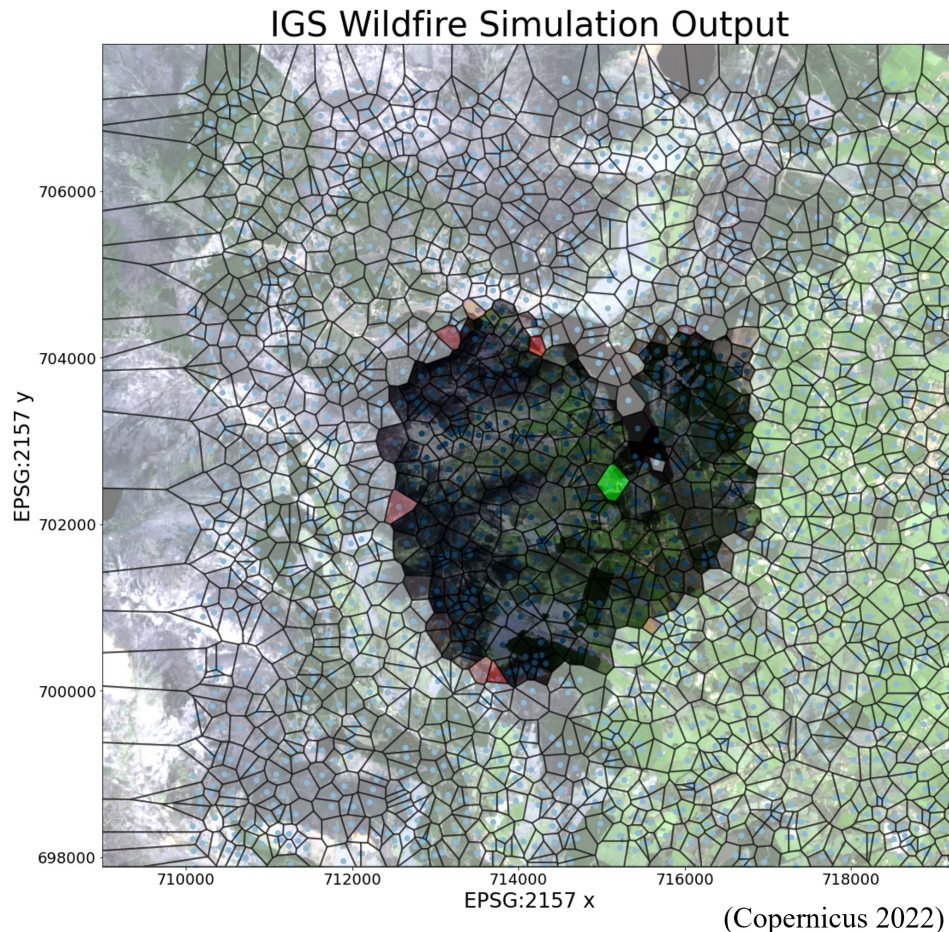 IGS Wildfire Simulation Output
EPSG:2157 y
706000
704000
702000
700000
698000
710000 712000 714000 716000 718000
EPSG:2157 x
(Copernicus 2022)